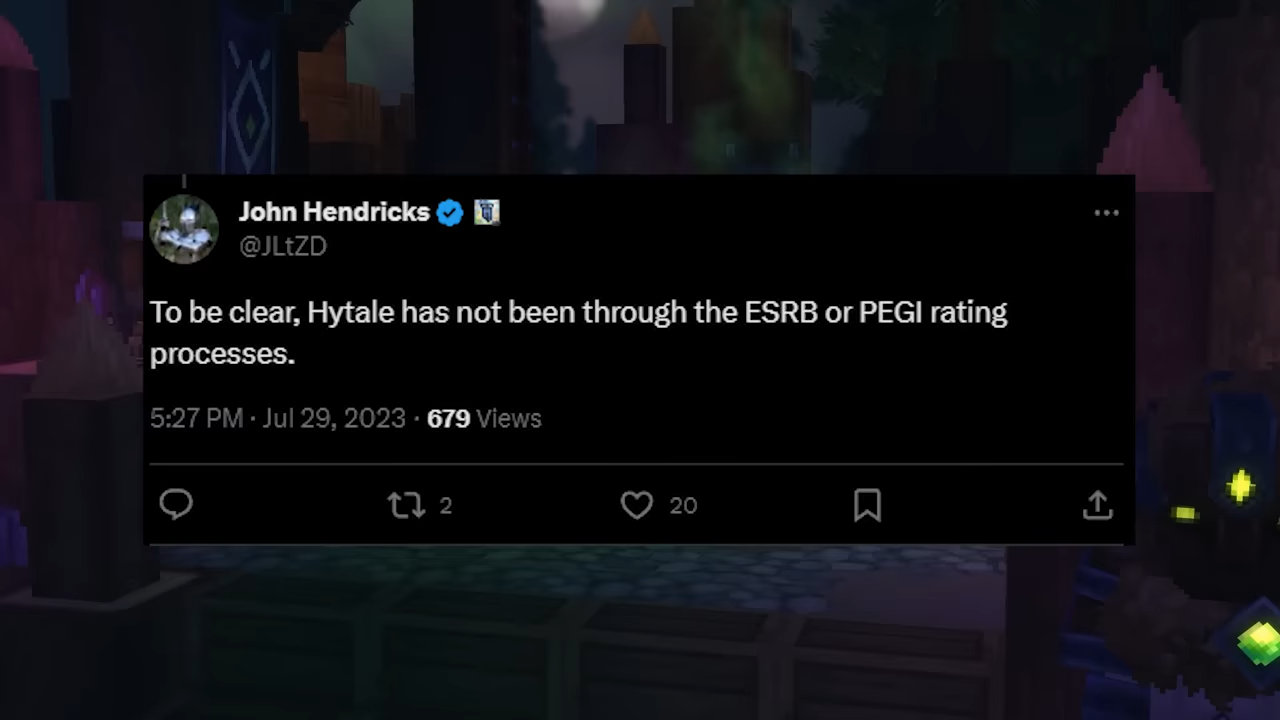 John Hendricks
@JLtZD
To be clear, Hytale has not been through the ESRB or PEGI rating
processes.
5:27 PM · Jul 29, 2023 · 679 Views
2
20